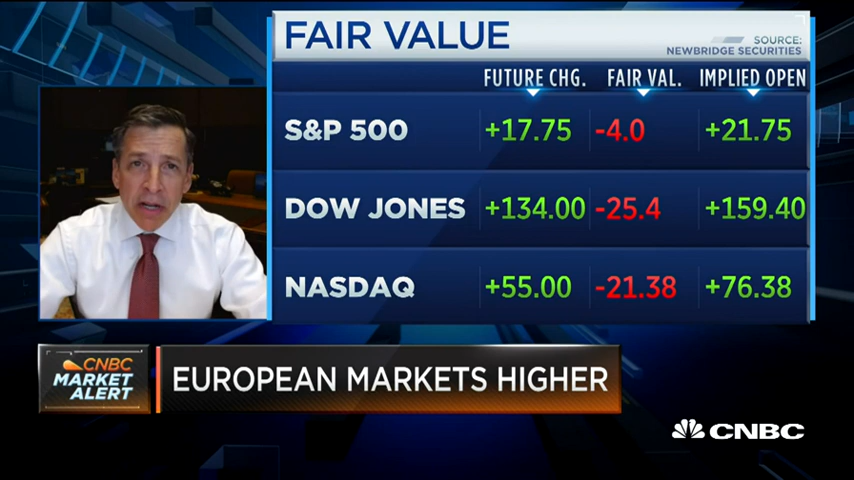 FAIR VALUE
SOURCE:
NEWBRIDGE SECURITIES
FUTURE CHG. FAIR VAL. IMPLIED OPEN
S&P 500 +17.75 -4.0 +21.75
DOW JONES +134.00 -25.4 +159.40
NASDAQ +55.00 -21.38 +76.38
CNBC
MARKET
ALERT
EUROPEAN MARKETS HIGHER
CNBC